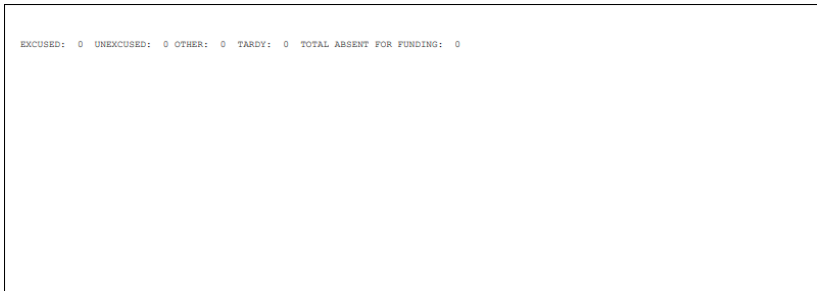 EXCUSED: 0 UNEXCUSED: 0 OTHER: 0 TARDY: 0 TOTAL ABSENT FOR FUNDING: 0